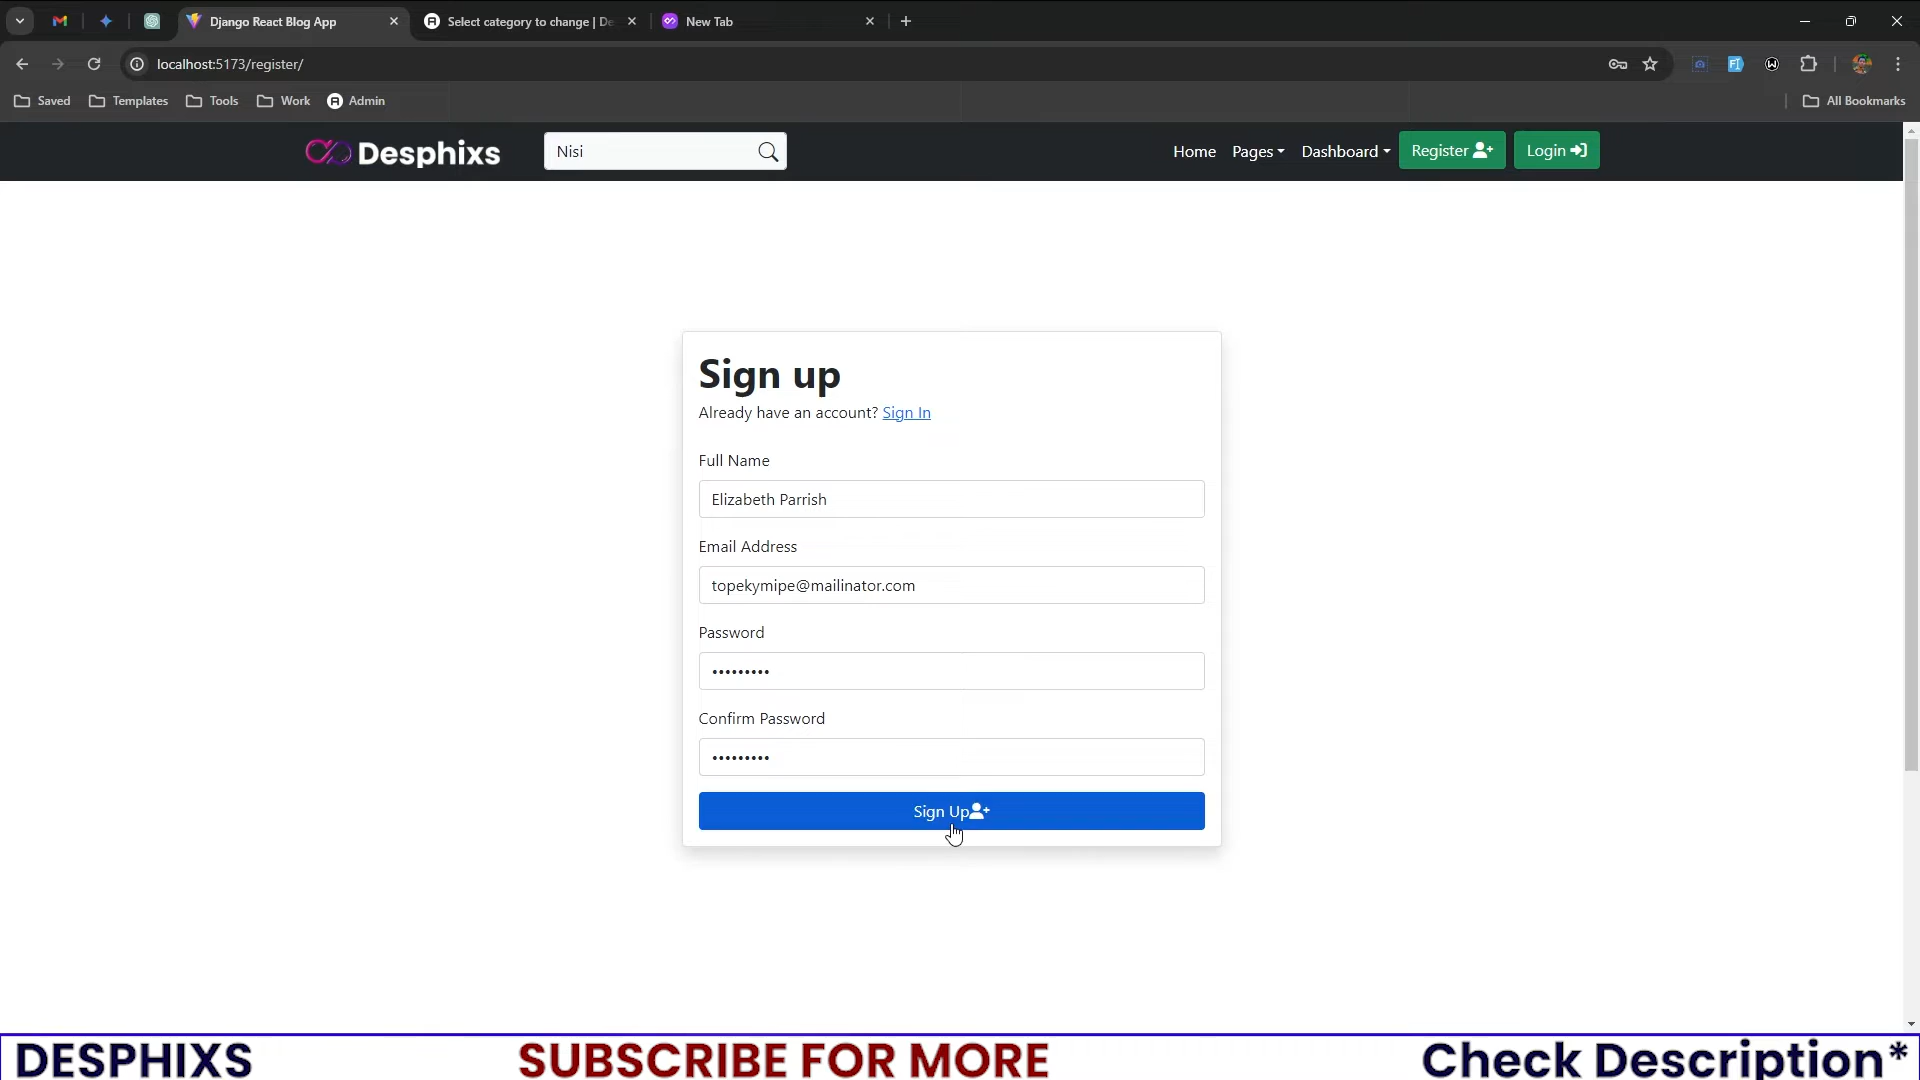 Django React Blog App
Select category to change | De
New Tab
localhost:5173/register/
Saved
Templates
Tools
Work
Admin
All Bookmarks
Desphixs
Nisi
Home
Pages
Dashboard
Register
Login
Sign up
Already have an account? Sign In
Full Name
Elizabeth Parrish
Email Address
topekymipe@mailinator.com
Password
•••••••••
Confirm Password
•••••••••
Sign Up
DESPHIXS
SUBSCRIBE FOR MORE
Check Description*